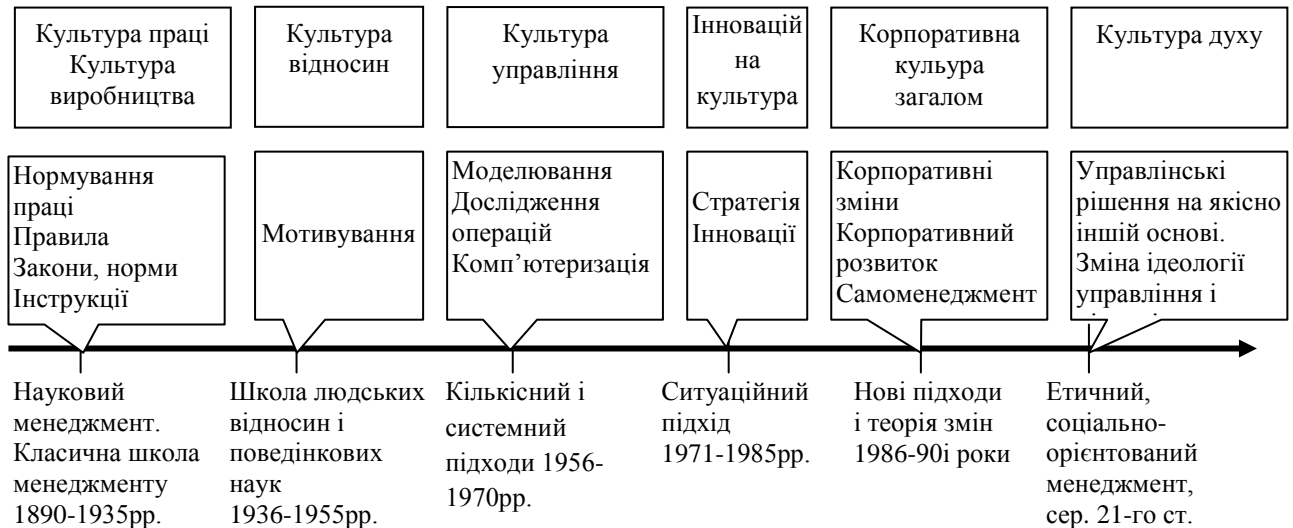 Культура праці
Культура
виробництва
Культура
відносин
Культура
управління
Інновацій
на
культура
Корпоративна
кульура
загалом
Культура духу
Нормування
праці
Правила
Закони, норми
Інструкції
Мотивування
Моделювання
Дослідження
операцій
Комп’ютеризація
Стратегія
Інновації
Корпоративні
зміни
Корпоративний
розвиток
Самоменеджмент
Управлінські
рішення на якісно
іншій основі.
Зміна ідеології
управління і
Науковий
менеджмент.
Класична школа
менеджменту
1890-1935рр.
Школа людських
відносин і
поведінкових
наук
1936-1955рр.
Кількісний і
системний
підходи 1956-
1970рр.
Ситуаційний
підхід
1971-1985рр.
Нові підходи
і теорія змін
1986-90і роки
Етичний,
соціально-
орієнтований
менеджмент,
сер. 21-го ст.